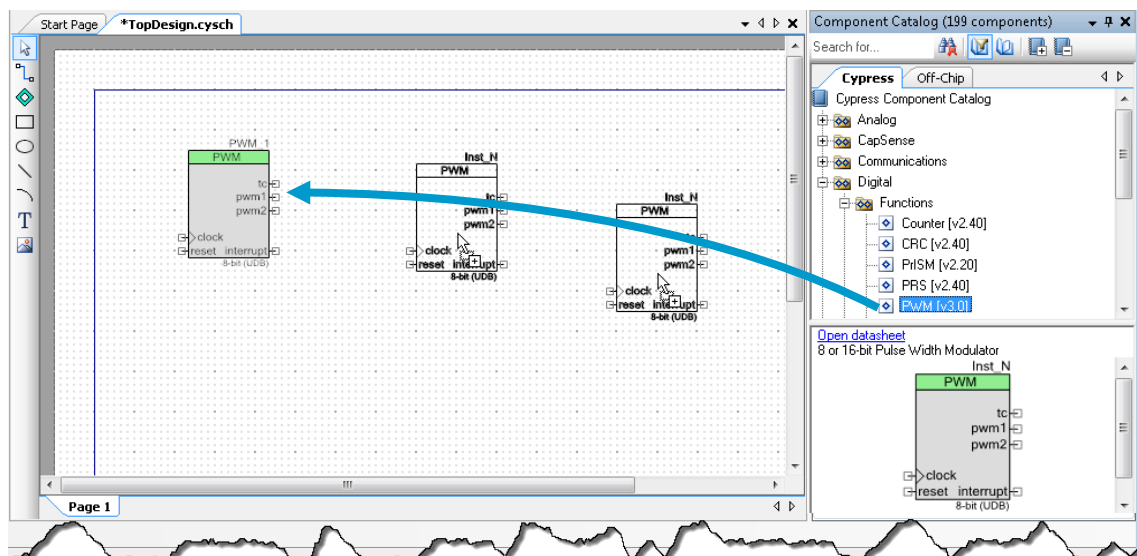 Start Page
*TopDesign.cysch
PWM_1
PWM
tc
pwm1
pwm2
clock
reset interrupt
8-bit (UDB)
Inst_N
PWM
tc
pwm1
pwm2
clock
reset interrupt
8-bit (UDB)
Inst_N
PWM
pwm1
pwm2
clock
reset interrupt
8-bit (UDB)
T
Page 1
Component Catalog (199 components)
Search for...
Cypress
Off-Chip
Cypress Component Catalog
Analog
CapSense
Communications
Digital
Functions
Counter [v2.40]
CRC [v2.40]
PrISM [v2.20]
PRS [v2.40]
PWM [v3.0]
Open datasheet
8 or 16-bit Pulse Width Modulator
Inst_N
PWM
tc
pwm1
pwm2
clock
reset interrupt
8-bit (UDB)